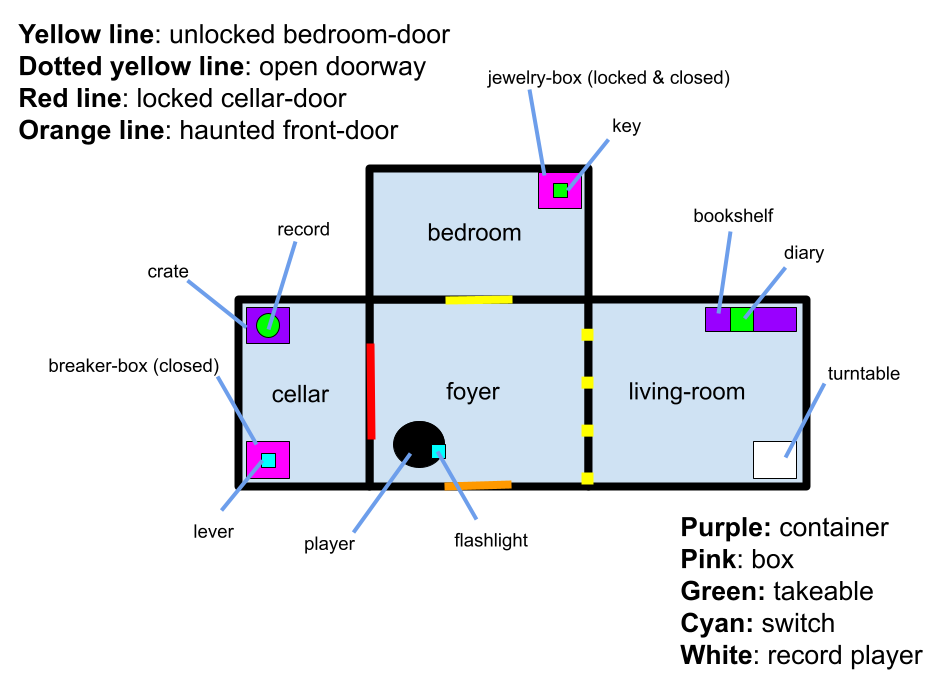 Yellow line: unlocked bedroom-door
Dotted yellow line: open doorway
Red line: locked cellar-door
Orange line: haunted front-door
jewelry-box (locked & closed)
key
bookshelf
diary
record
crate
bedroom
breaker-box (closed)
cellar
foyer
living-room
turntable
lever
player
flashlight
Purple: container
Pink: box
Green: takeable
Cyan: switch
White: record player